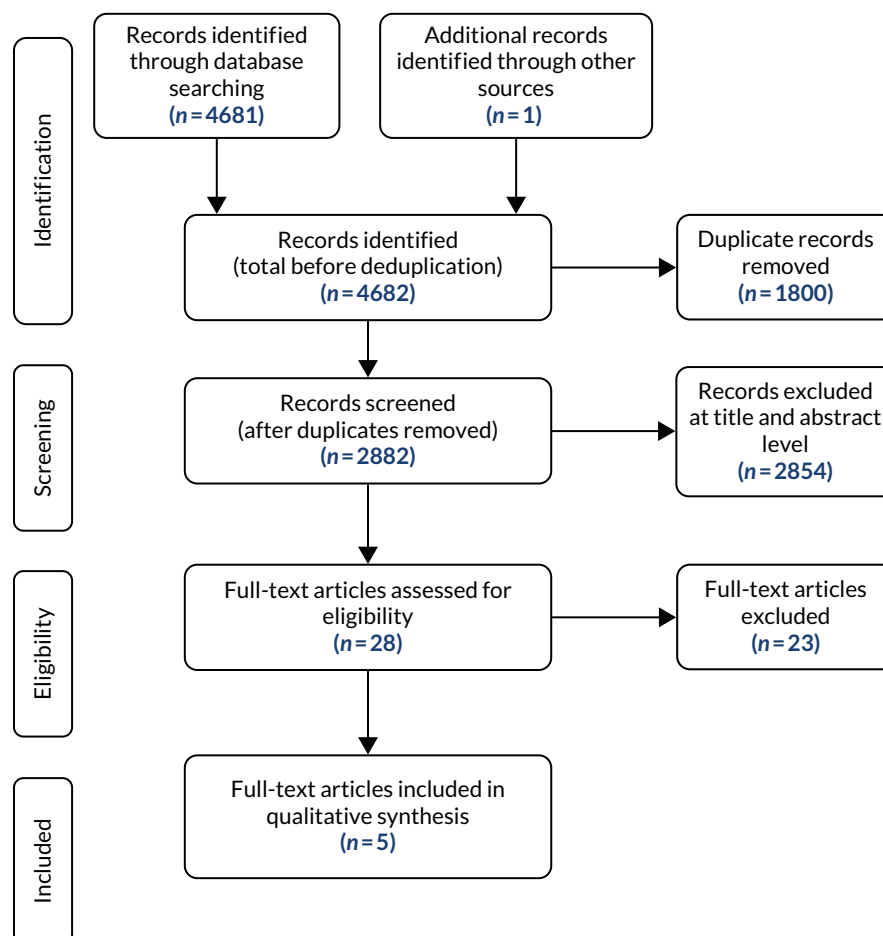 Identification
Records identified
through database
searching
(n=4681)
Additional records
identified through other
sources
(n=1)
Records identified
(total before deduplication)
(n=4682)
Duplicate records
removed
(n=1800)
Screening
Records screened
(after duplicates removed)
(n=2882)
Records excluded
at title and abstract
level
(n=2854)
Eligibility
Full-text articles assessed for
eligibility
(n=28)
Full-text articles
excluded
(n=23)
Included
Full-text articles included in
qualitative synthesis
(n=5)